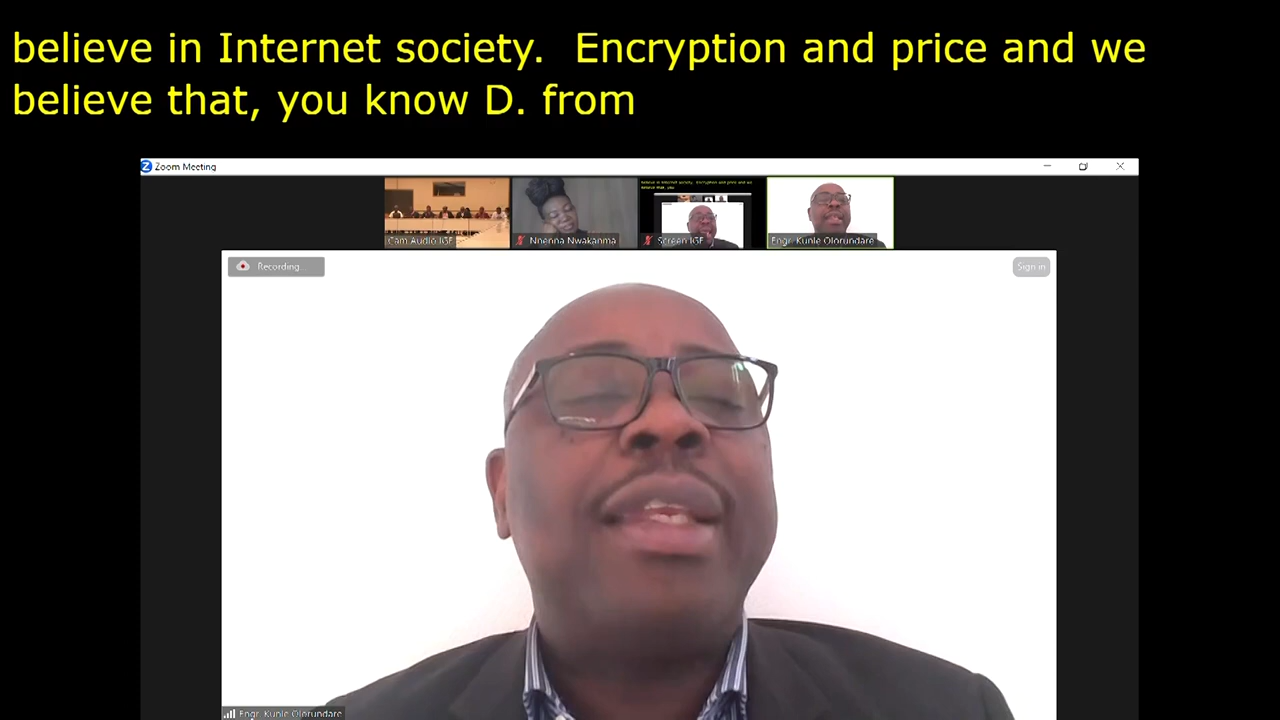 believe in Internet society.  Encryption and price and we
believe that, you know D. from
Zoom Meeting
Cam Audio IGF
Nnenna Nwakanma
Screen IGF
Engr. Kunle Olorundare
Recording...
Sign in
Engr. Kunle Olorundare